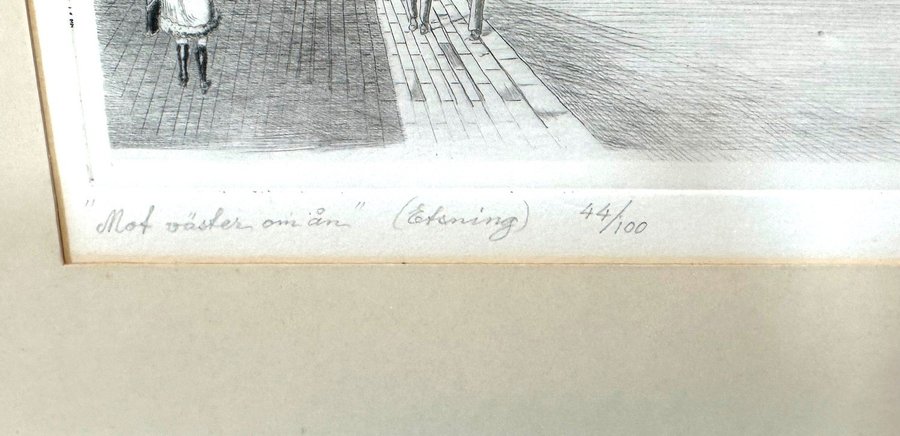 "Mot väster om ån" (Etsning) 44/100